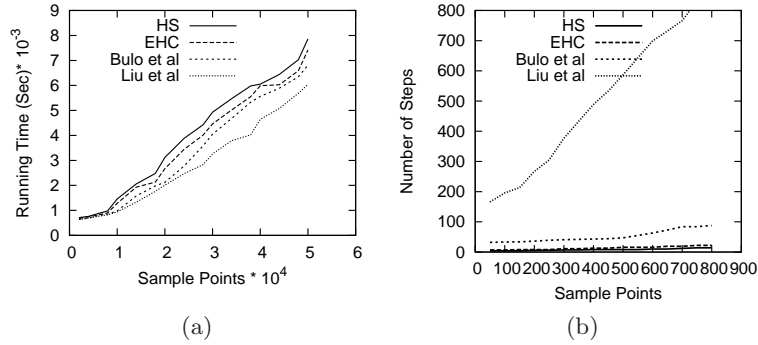 HS
EHC
Bulo et al
Liu et al
9
8
7
6
5
4
3
2
1
0
Running Time (Sec)* 10^-3
0 1 2 3 4 5 6
Sample Points * 10^4
(a)
HS
EHC
Bulo et al
Liu et al
800
700
600
500
400
300
200
100
0
Number of Steps
0 100 200 300 400 500 600 700 800 900
Sample Points
(b)